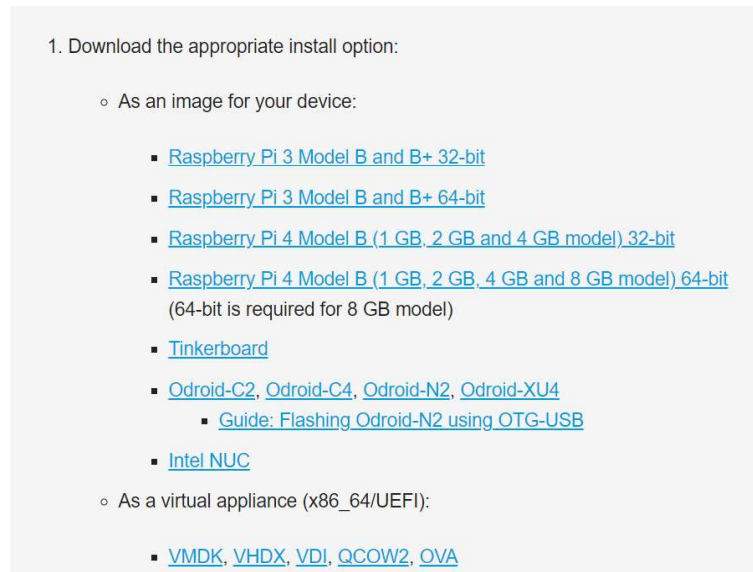 1. Download the appropriate install option:
As an image for your device:
Raspberry Pi 3 Model B and B+ 32-bit
Raspberry Pi 3 Model B and B+ 64-bit
Raspberry Pi 4 Model B (1 GB, 2 GB and 4 GB model) 32-bit
Raspberry Pi 4 Model B (1 GB, 2 GB, 4 GB and 8 GB model) 64-bit
(64-bit is required for 8 GB model)
Tinkerboard
Odroid-C2, Odroid-C4, Odroid-N2, Odroid-XU4
Guide: Flashing Odroid-N2 using OTG-USB
Intel NUC
As a virtual appliance (x86_64/UEFI):
VMDK, VHDX, VDI, QCOW2, OVA